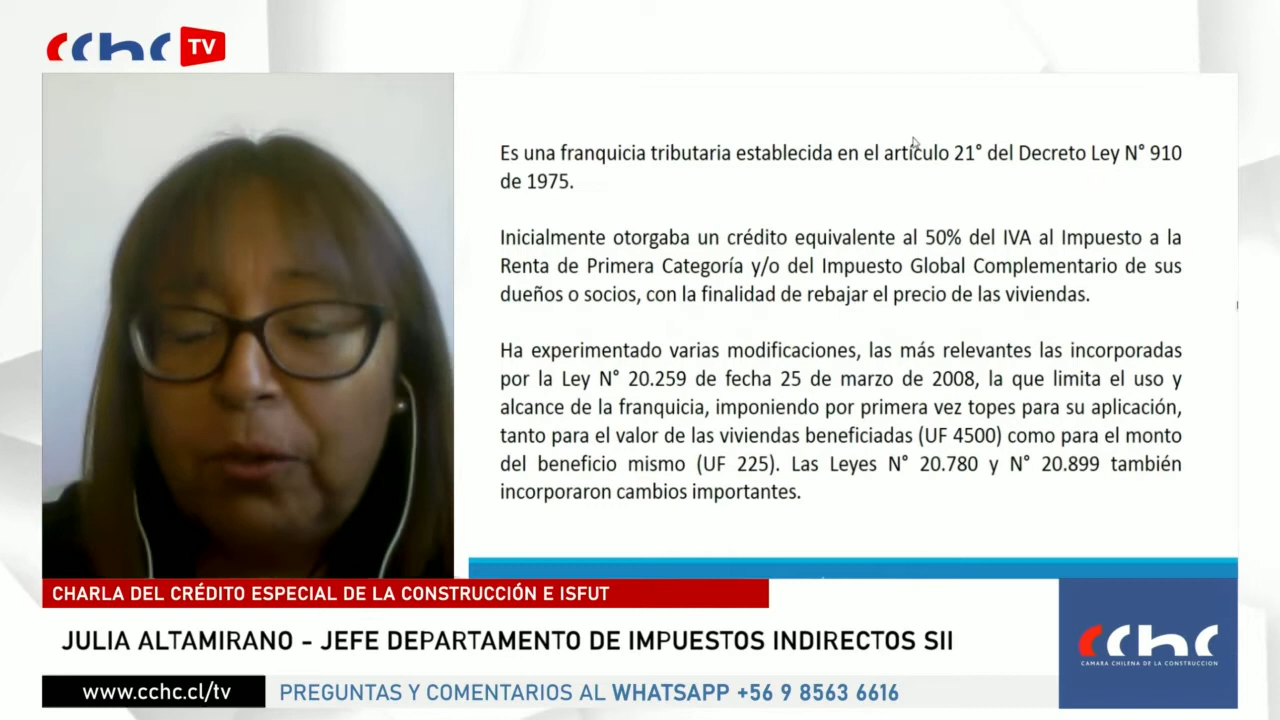 cchc TV
Es una franquicia tributaria establecida en el artículo 21° del Decreto Ley N° 910
de 1975.
Inicialmente otorgaba un crédito equivalente al 50% del IVA al Impuesto a la
Renta de Primera Categoría y/o del Impuesto Global Complementario de sus
dueños o socios, con la finalidad de rebajar el precio de las viviendas.
Ha experimentado varias modificaciones, las más relevantes las incorporadas
por la Ley N° 20.259 de fecha 25 de marzo de 2008, la que limita el uso y
alcance de la franquicia, imponiendo por primera vez topes para su aplicación,
tanto para el valor de las viviendas beneficiadas (UF 4500) como para el monto
del beneficio mismo (UF 225). Las Leyes N° 20.780 y N° 20.899 también
incorporaron cambios importantes.
CHARLA DEL CRÉDITO ESPECIAL DE LA CONSTRUCCIÓN E ISFUT
JULIA ALTAMIRANO – JEFE DEPARTAMENTO DE IMPUESTOS INDIRECTOS SII
cchc
CAMARA CHILENA DE LA CONSTRUCCION
www.cchc.cl/tv
PREGUNTAS Y COMENTARIOS AL WHATSAPP +56 9 8563 6616